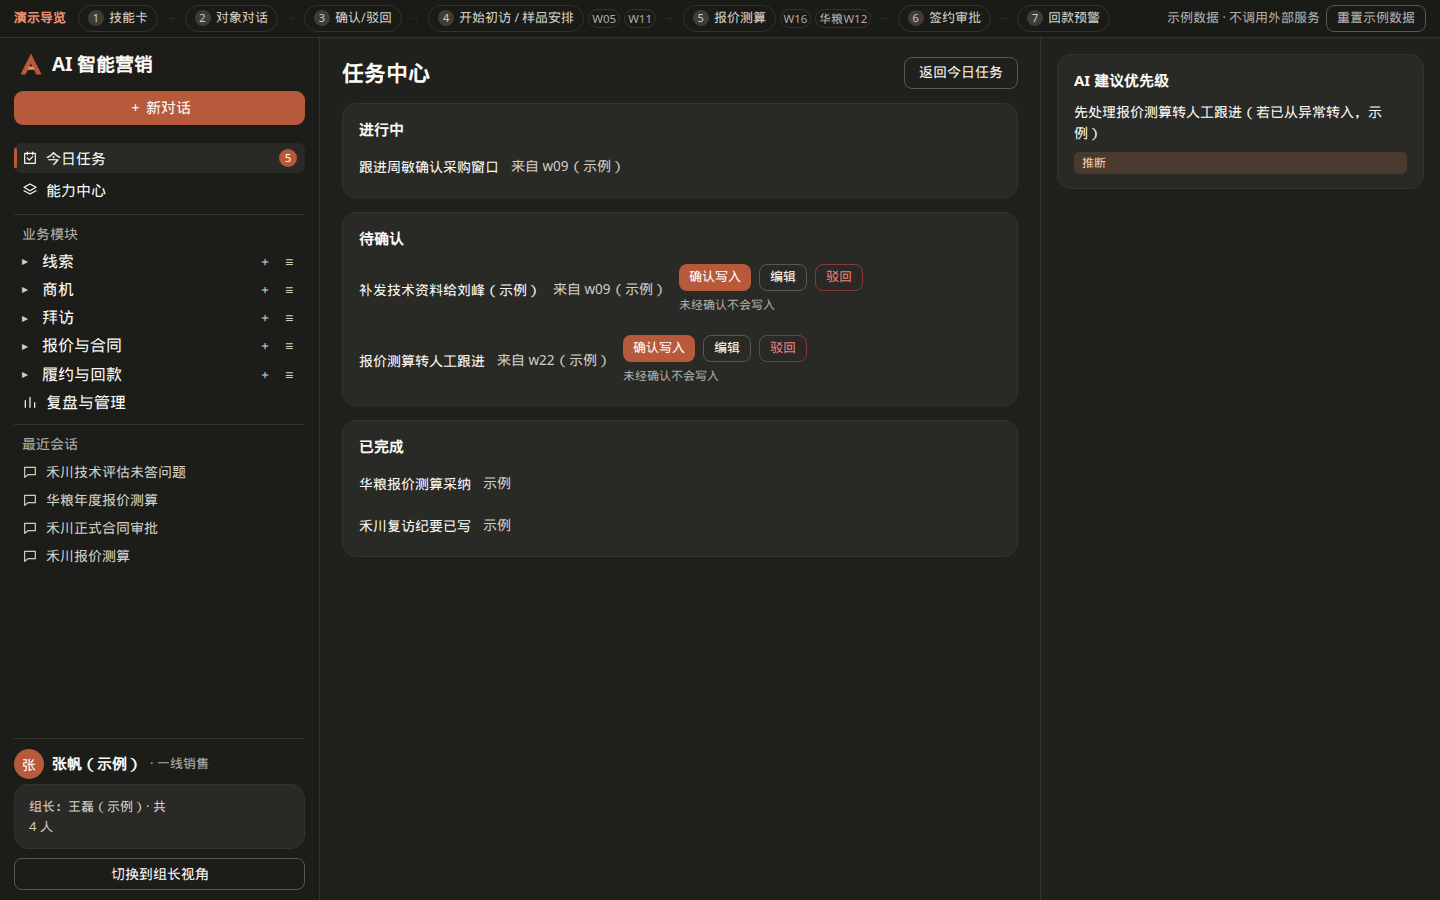 演示导览 1 技能卡 → 2 对象对话 → 3 确认/驳回 → 4 开始初访 / 样品安排 W05 W11 → 5 报价测算 W16 华粮W12 → 6 签约审批 → 7 回款预警 示例数据 · 不调用外部服务 重置示例数据
AI 智能营销
+ 新对话
今日任务 5
能力中心
业务模块
▸ 线索 + ≡
▸ 商机 + ≡
▸ 拜访 + ≡
▸ 报价与合同 + ≡
▸ 履约与回款 + ≡
复盘与管理
最近会话
禾川技术评估未答问题
华粮年度报价测算
禾川正式合同审批
禾川报价测算
张 张帆（示例） · 一线销售
组长：王磊（示例）· 共
4 人
切换到组长视角
任务中心 返回今日任务
进行中
跟进周敏确认采购窗口 来自 w09（示例）
待确认
补发技术资料给刘峰（示例） 来自 w09（示例） 确认写入 编辑 驳回
未经确认不会写入
报价测算转人工跟进 来自 w22（示例） 确认写入 编辑 驳回
未经确认不会写入
已完成
华粮报价测算采纳 示例
禾川复访纪要已写 示例
AI 建议优先级
先处理报价测算转人工跟进（若已从异常转入，示
例）
推断